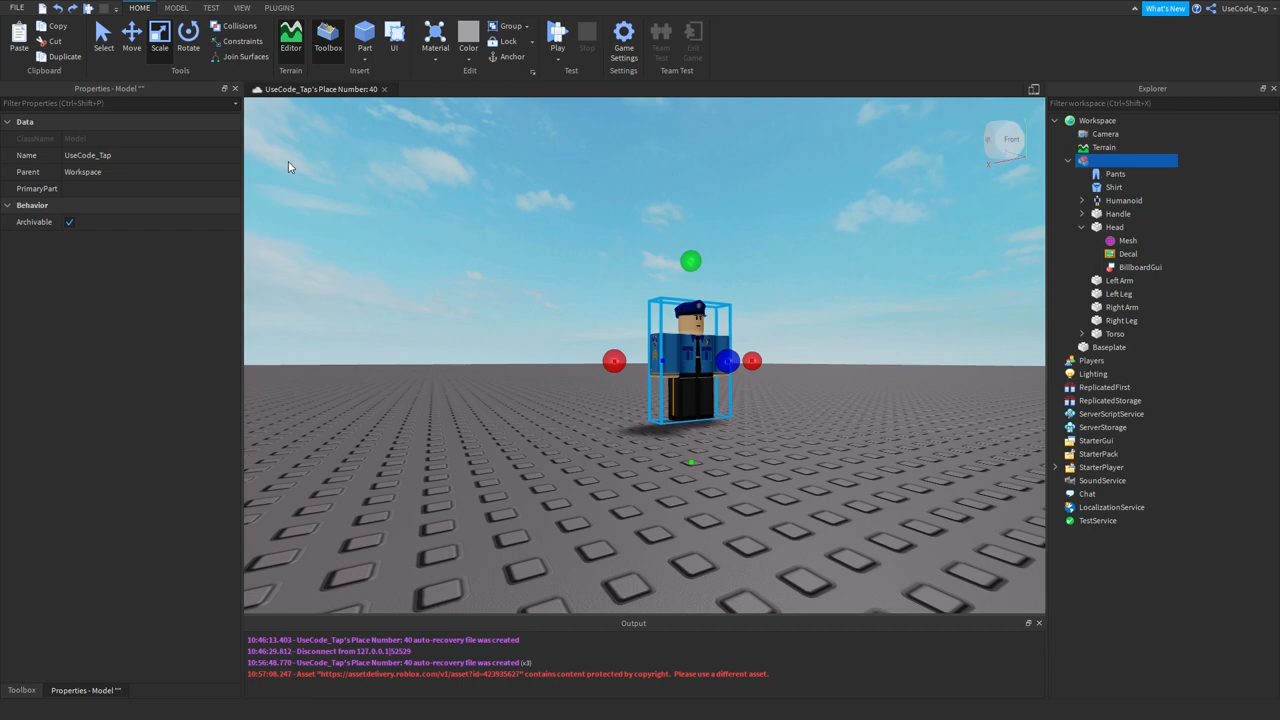 FILE HOME MODEL TEST VIEW PLUGINS What's New UseCode_Tap
Copy Cut Duplicate Paste Clipboard
Select Move Scale Rotate Collisions Constraints Join Surfaces Tools
Editor Terrain
Toolbox Part UI Insert
Material Color Group Lock Anchor Edit
Play Stop Test
Game Settings Settings
Team Test Exit Game Team Test
Properties - Model ""
Filter Properties (Ctrl+Shift+P)
Data
ClassName Model
Name UseCode_Tap
Parent Workspace
PrimaryPart
Behavior
Archivable
Toolbox Properties - Model ""
UseCode_Tap's Place Number: 40
Front
X
Output
10:46:13.403 - UseCode_Tap's Place Number: 40 auto-recovery file was created
10:46:29.812 - Disconnect from 127.0.0.1|52529
10:56:48.770 - UseCode_Tap's Place Number: 40 auto-recovery file was created (x3)
10:57:08.247 - Asset "https://assetdelivery.roblox.com/v1/asset?id=423935627" contains content protected by copyright. Please use a different asset.
Explorer
Filter workspace (Ctrl+Shift+X)
Workspace
Camera
Terrain
Pants
Shirt
Humanoid
Handle
Head
Mesh
Decal
BillboardGui
Left Arm
Left Leg
Right Arm
Right Leg
Torso
Baseplate
Players
Lighting
ReplicatedFirst
ReplicatedStorage
ServerScriptService
ServerStorage
StarterGui
StarterPack
StarterPlayer
SoundService
Chat
LocalizationService
TestService